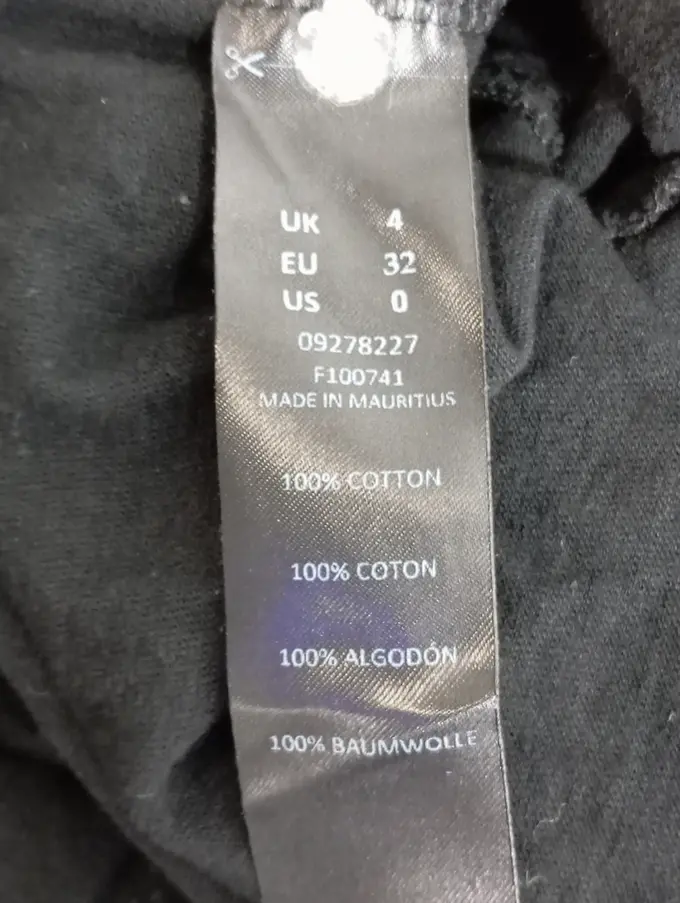 UK 4
EU 32
US 0
09278227
F100741
MADE IN MAURITIUS
100% COTTON
100% COTON
100% ALGODÓN
100% BAUMWOLLE